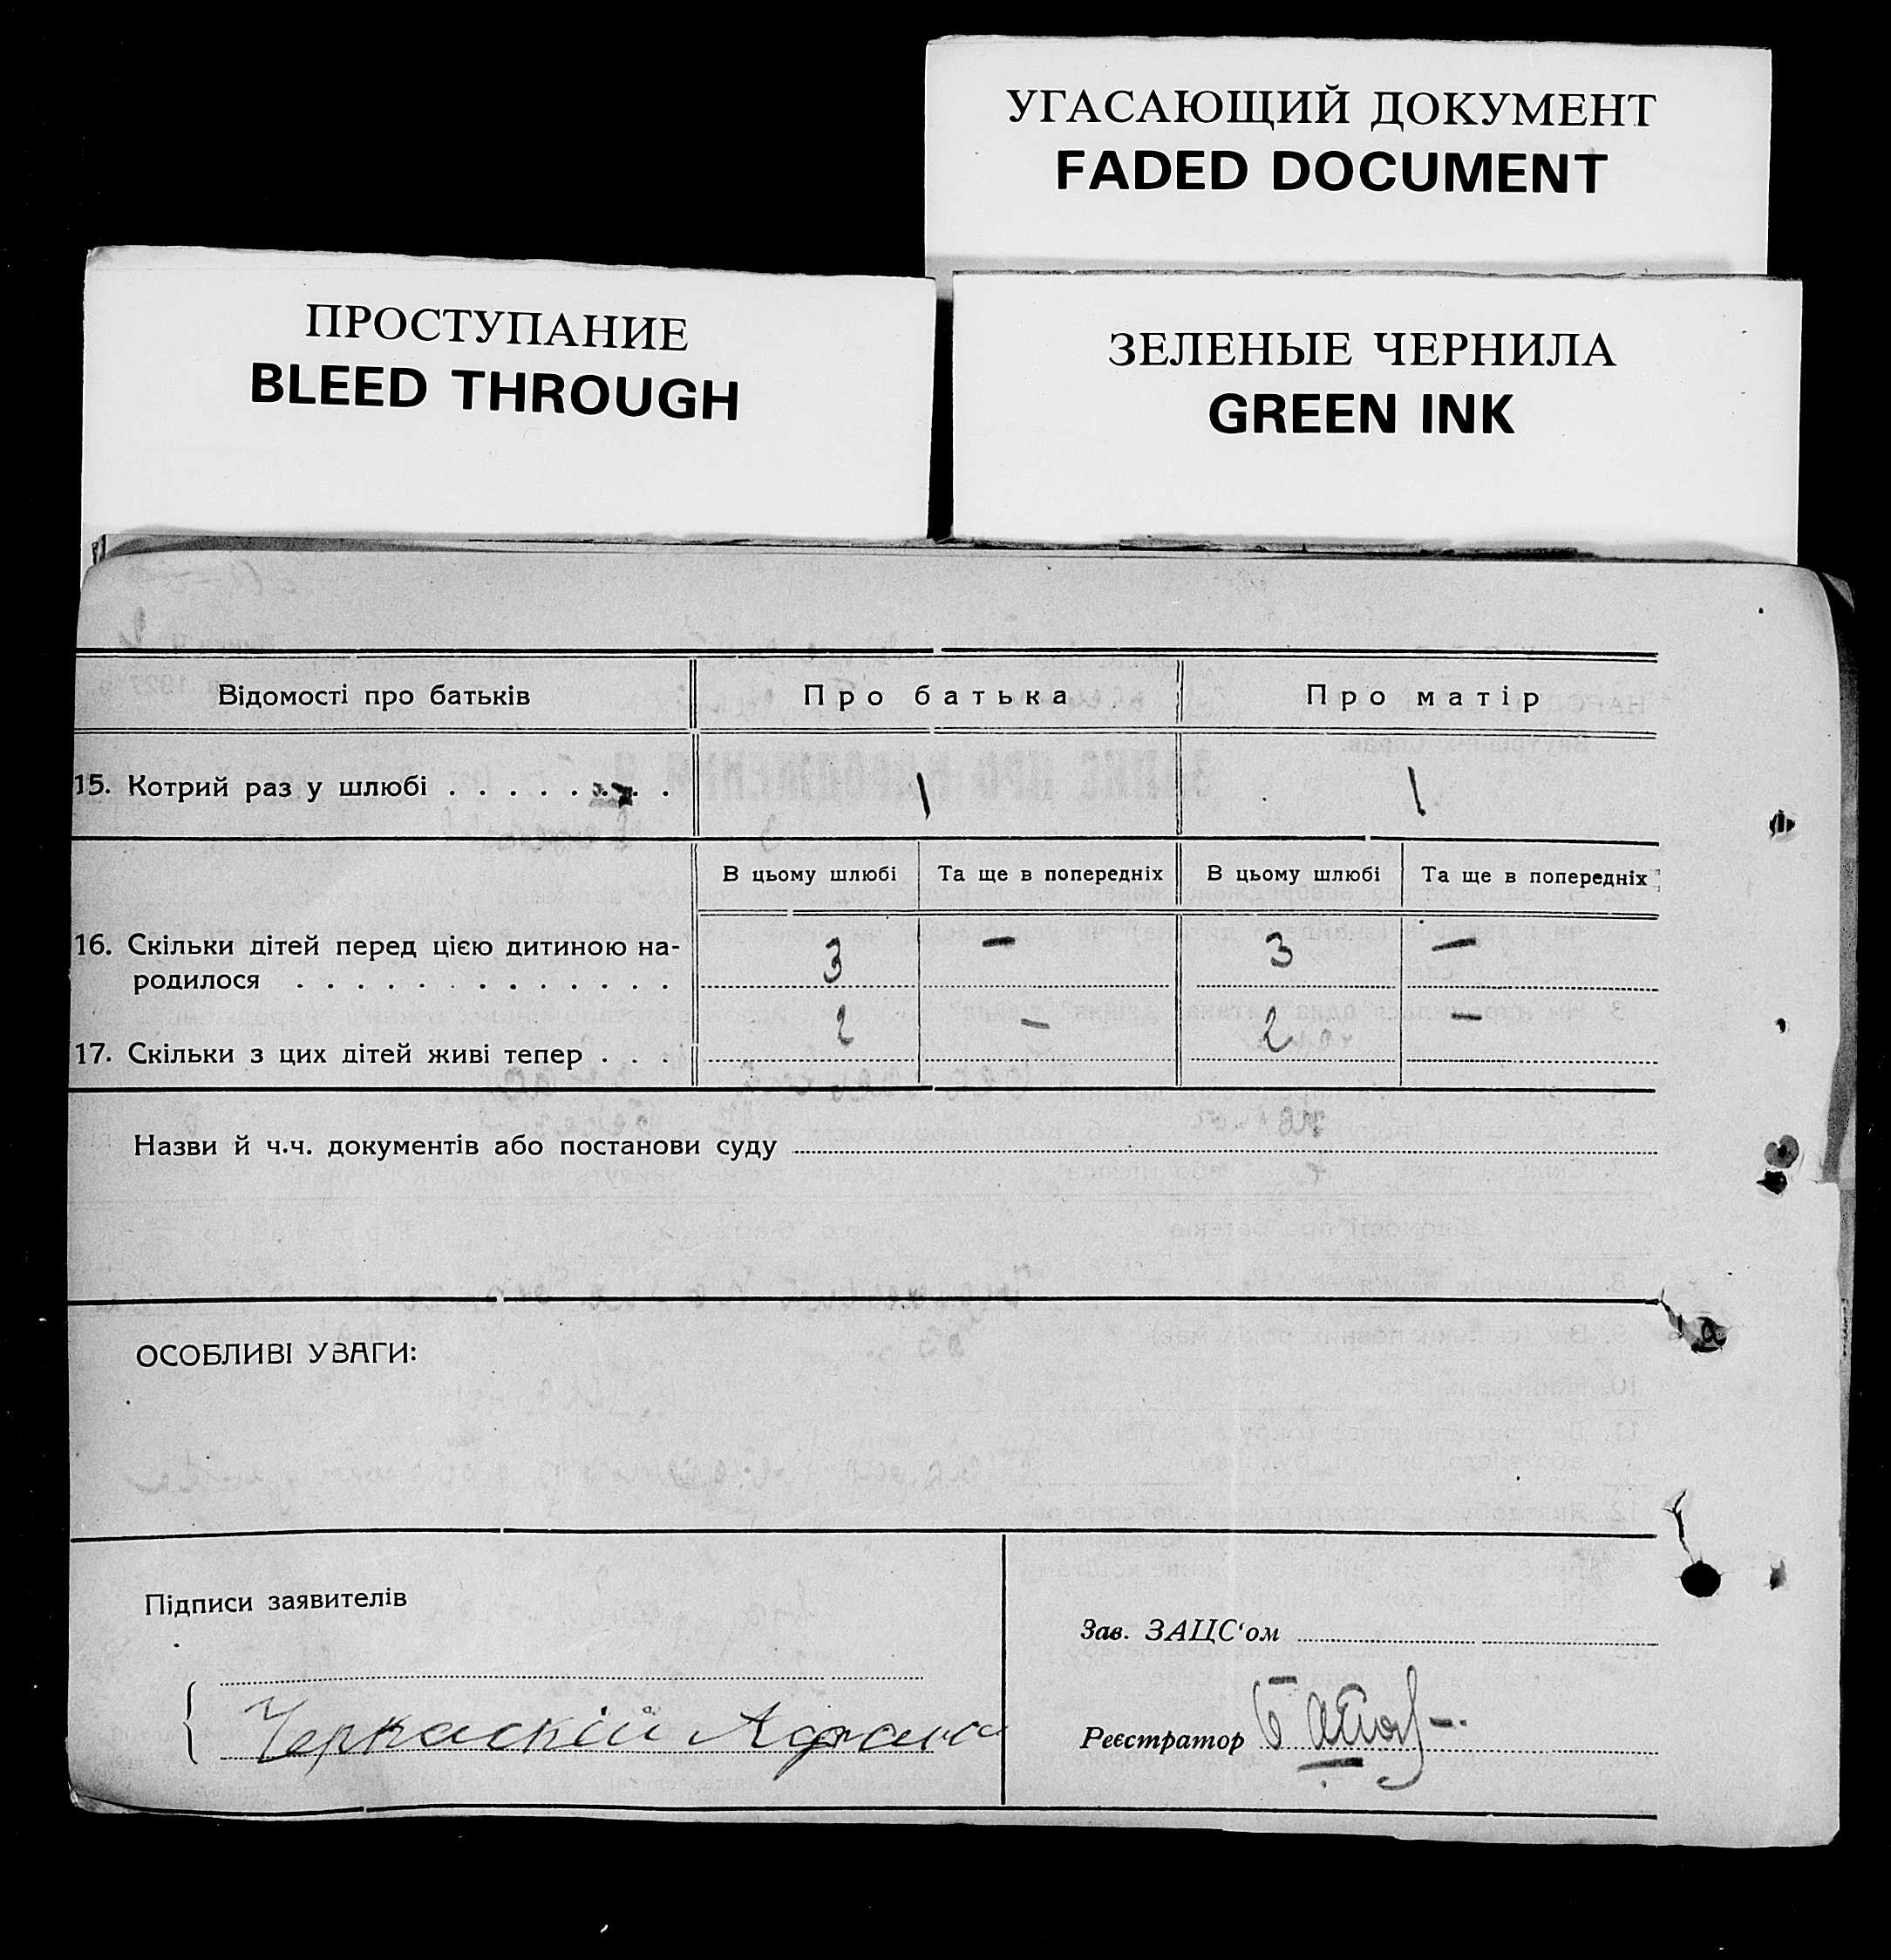 УГАСАЮЩИЙ ДОКУМЕНТ
FADED DOCUMENT
ПРОСТУПАНИЕ
BLEED THROUGH
ЗЕЛЕНЫЕ ЧЕРНИЛА
GREEN INK
Відомості про батьків Про батька Про матір
15. Котрий раз у шлюбі . . . . . . . . 1 1
В цьому шлюбі Та ще в попередніх В цьому шлюбі Та ще в попередніх
16. Скільки дітей перед цією дитиною на-
родилося . . . . . . . . . . . . . 3 — 3 —
17. Скільки з цих дітей живі тепер . . . 2 — 2 —
Назви й ч.ч. документів або постанови суду
ОСОБЛИВІ УВАГИ:
Підписи заявителів
Зав. ЗАЦС‘ом
Черкаскій
Реєстратор